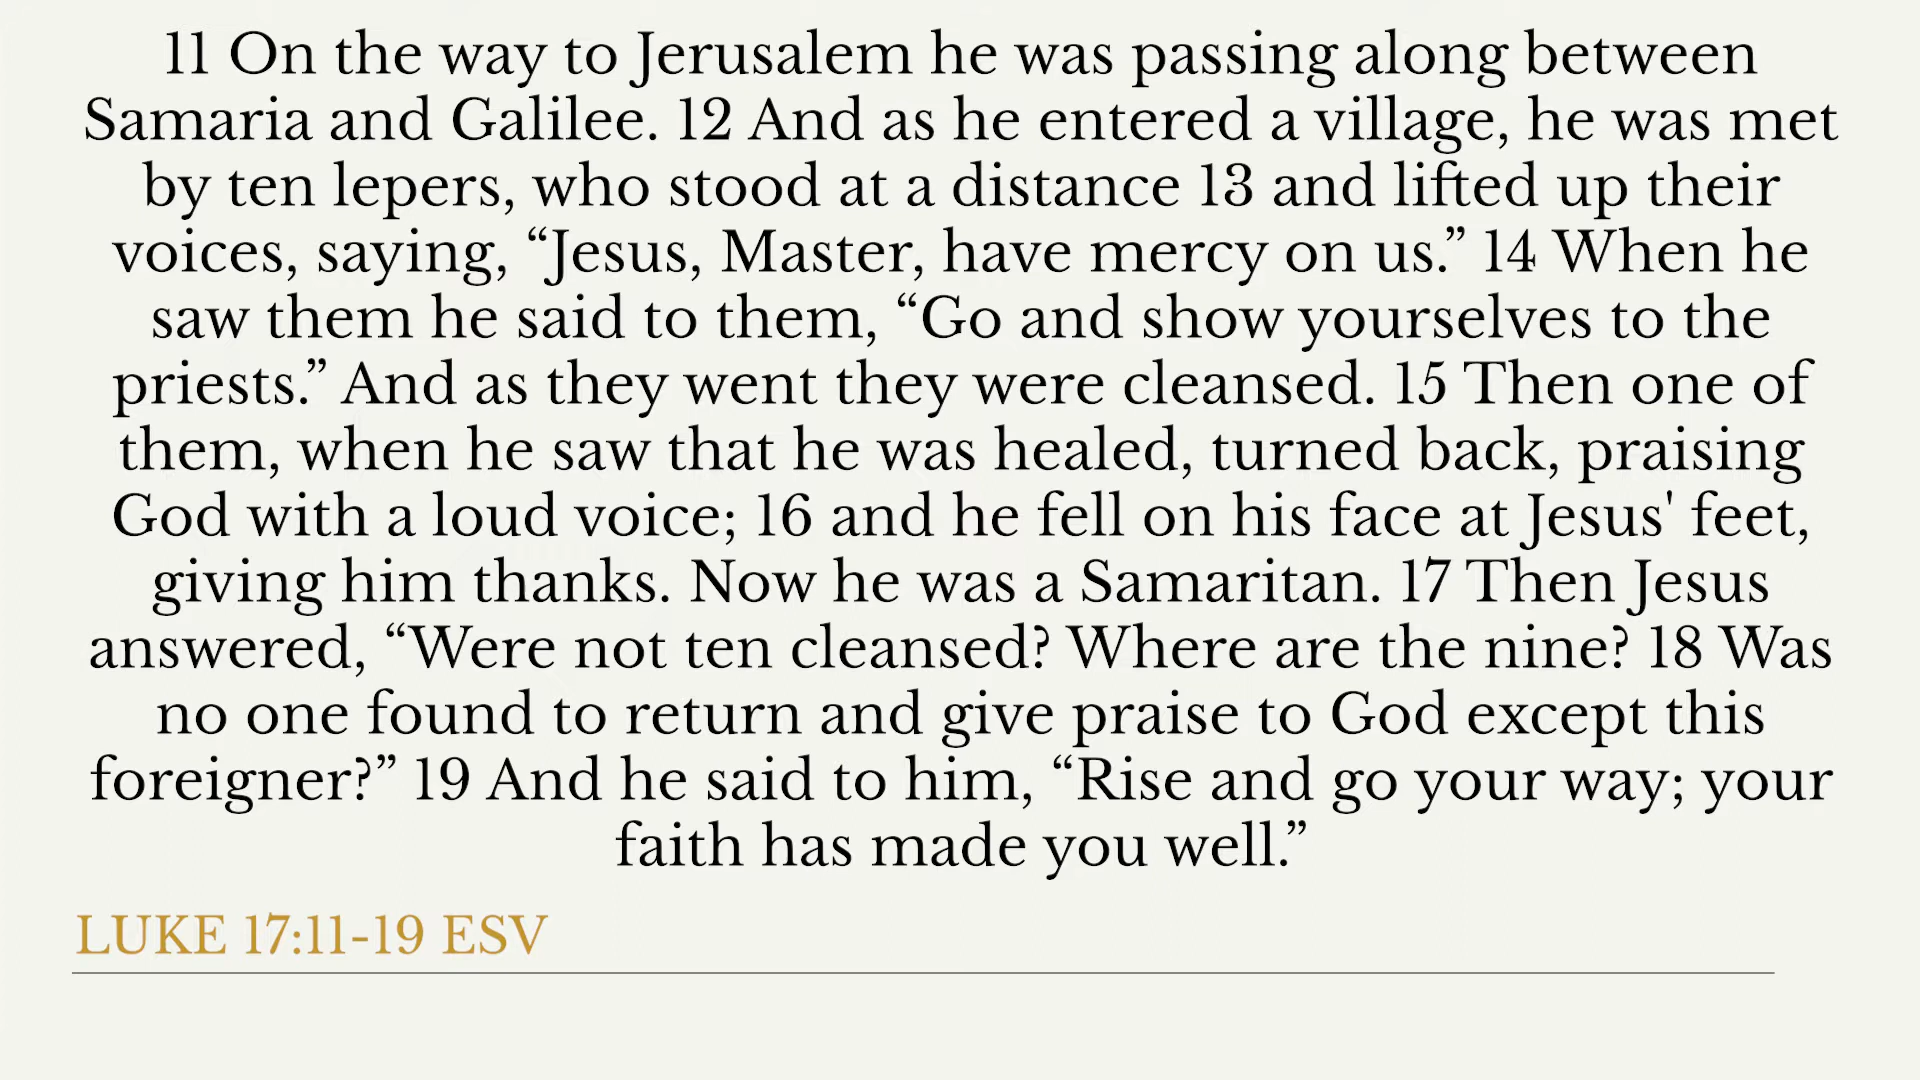 11 On the way to Jerusalem he was passing along between
Samaria and Galilee. 12 And as he entered a village, he was met
by ten lepers, who stood at a distance 13 and lifted up their
voices, saying, “Jesus, Master, have mercy on us.” 14 When he
saw them he said to them, “Go and show yourselves to the
priests.” And as they went they were cleansed. 15 Then one of
them, when he saw that he was healed, turned back, praising
God with a loud voice; 16 and he fell on his face at Jesus' feet,
giving him thanks. Now he was a Samaritan. 17 Then Jesus
answered, “Were not ten cleansed? Where are the nine? 18 Was
no one found to return and give praise to God except this
foreigner?” 19 And he said to him, “Rise and go your way; your
faith has made you well.”
LUKE 17:11-19 ESV